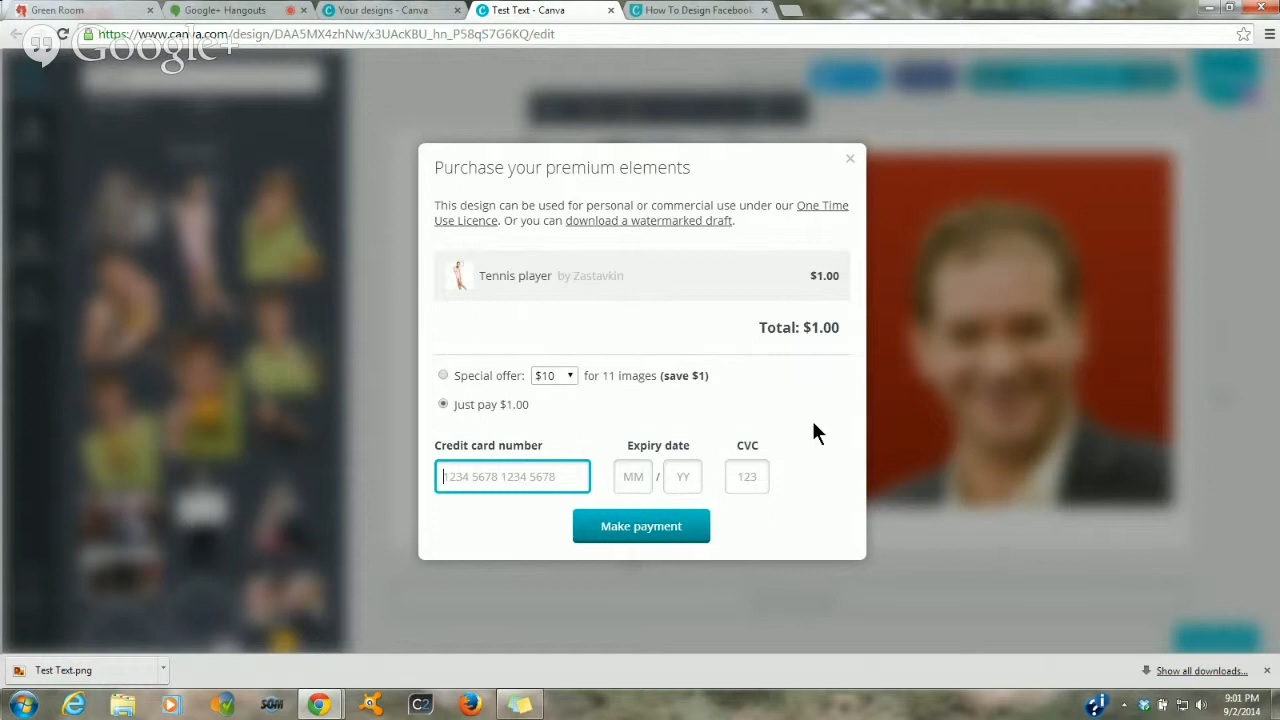 Green Room
Google+ Hangouts
Your designs - Canva
Test Text - Canva
How To Design Facebook
https://www.canva.com/design/DAA5MX4zhNw/x3UAcKBU_hn_P58qS7G6KQ/edit
Google+
Purchase your premium elements
This design can be used for personal or commercial use under our One Time
Use Licence. Or you can download a watermarked draft.
Tennis player by Zastavkin $1.00
Total: $1.00
Special offer: $10 for 11 images (save $1)
Just pay $1.00
Credit card number Expiry date CVC
1234 5678 1234 5678 MM / YY 123
Make payment
Test Text.png
Show all downloads...
SGM
C2
9:01 PM
9/2/2014